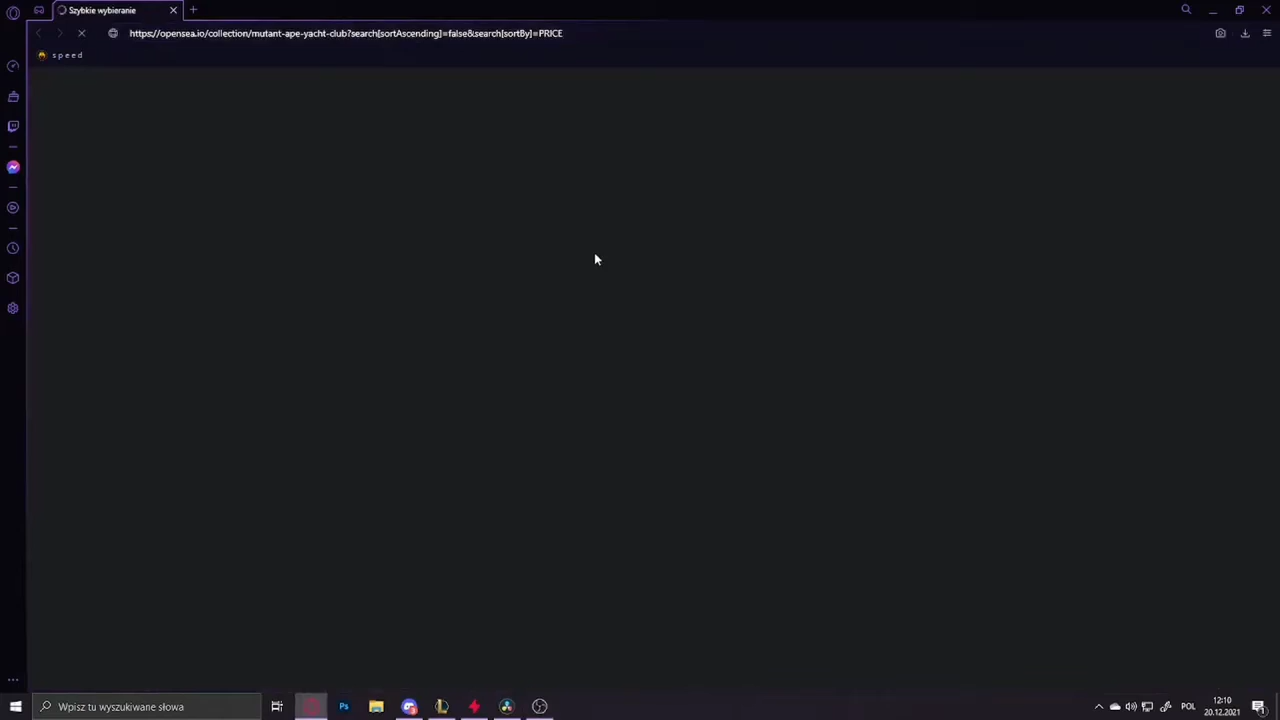 Szybkie wybieranie
https://opensea.io/collection/mutant-ape-yacht-club?search[sortAscending]=false&search[sortBy]=PRICE
speed
Wpisz tu wyszukiwane słowa
Ps
POL
12:10
20.12.2021